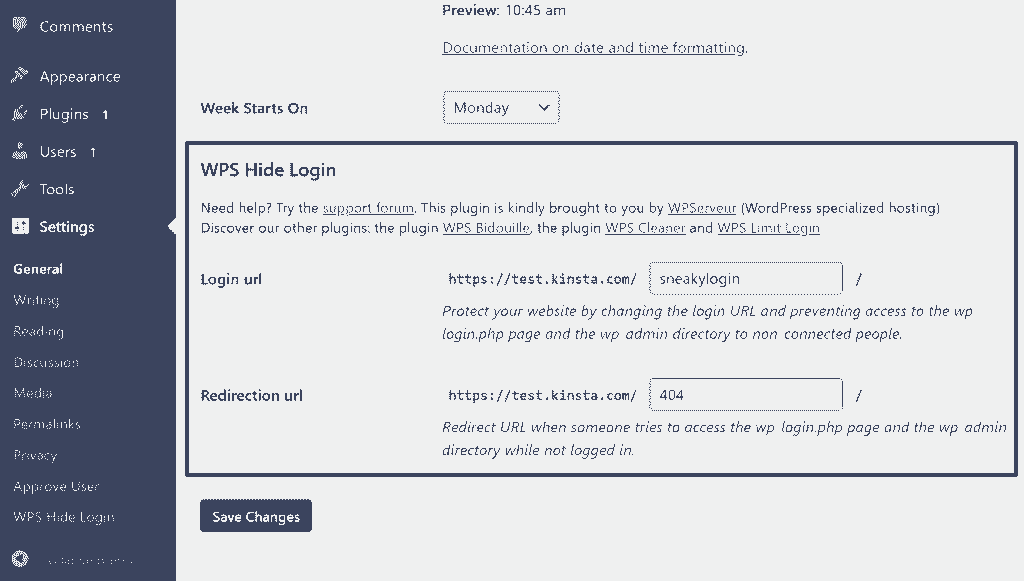 Comments
Appearance
Plugins 1
Users 1
Tools
Settings
General
Writing
Reading
Discussion
Media
Permalinks
Privacy
Approve User
WPS Hide Login
Preview: 10:45 am
Documentation on date and time formatting.
Week Starts On
Monday
WPS Hide Login
Need help? Try the support forum. This plugin is kindly brought to you by WPServeur (WordPress specialized hosting)
Discover our other plugins: the plugin WPS Bidouille, the plugin WPS Cleaner and WPS Limit Login
Login url
https://test.kinsta.com/ sneakylogin /
Protect your website by changing the login URL and preventing access to the wp-
login.php page and the wp-admin directory to non-connected people.
Redirection url
https://test.kinsta.com/ 404 /
Redirect URL when someone tries to access the wp-login.php page and the wp-admin
directory while not logged in.
Save Changes